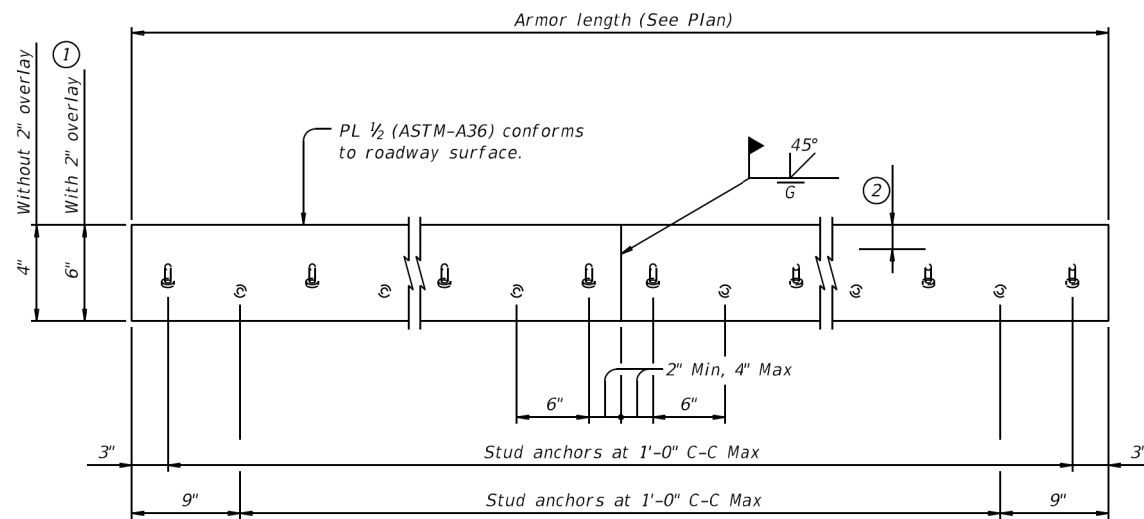 Armor length (See Plan)
Without 2" overlay
1
With 2" overlay
PL ½ (ASTM-A36) conforms
to roadway surface.
45°
G
2
4"
6"
2" Min, 4" Max
6"
6"
3"
Stud anchors at 1'-0" C-C Max
3"
9"
Stud anchors at 1'-0" C-C Max
9"